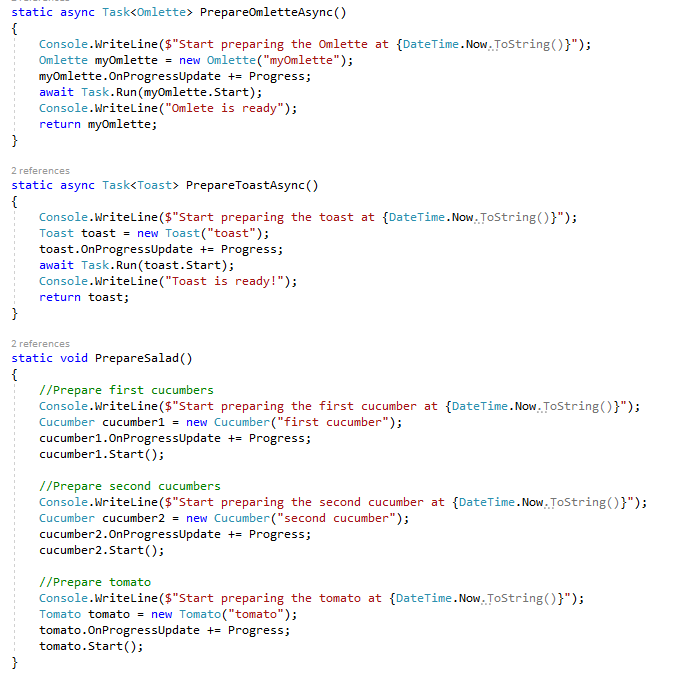 static async Task<Omlette> PrepareOmletteAsync()
{
Console.WriteLine($"Start preparing the Omlette at {DateTime.Now.ToString()}");
Omlette myOmlette = new Omlette("myOmlette");
myOmlette.OnProgressUpdate += Progress;
await Task.Run(myOmlette.Start);
Console.WriteLine("Omlete is ready");
return myOmlette;
}
2 references
static async Task<Toast> PrepareToastAsync()
{
Console.WriteLine($"Start preparing the toast at {DateTime.Now.ToString()}");
Toast toast = new Toast("toast");
toast.OnProgressUpdate += Progress;
await Task.Run(toast.Start);
Console.WriteLine("Toast is ready!");
return toast;
}
2 references
static void PrepareSalad()
{
//Prepare first cucumbers
Console.WriteLine($"Start preparing the first cucumber at {DateTime.Now.ToString()}");
Cucumber cucumber1 = new Cucumber("first cucumber");
cucumber1.OnProgressUpdate += Progress;
cucumber1.Start();
//Prepare second cucumbers
Console.WriteLine($"Start preparing the second cucumber at {DateTime.Now.ToString()}");
Cucumber cucumber2 = new Cucumber("second cucumber");
cucumber2.OnProgressUpdate += Progress;
cucumber2.Start();
//Prepare tomato
Console.WriteLine($"Start preparing the tomato at {DateTime.Now.ToString()}");
Tomato tomato = new Tomato("tomato");
tomato.OnProgressUpdate += Progress;
tomato.Start();
}